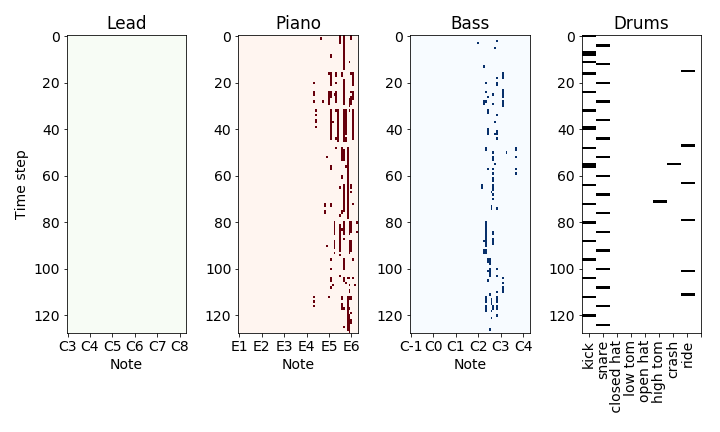 Lead
Piano
Bass
Drums
Time step
0
20
40
60
80
100
120
C3 C4 C5 C6 C7 C8
Note
0
20
40
60
80
100
120
E1 E2 E3 E4 E5 E6
Note
0
20
40
60
80
100
120
C-1 C0 C1 C2 C3 C4
Note
0
20
40
60
80
100
120
kick
snare
closed hat
low tom
open hat
high tom
crash
ride